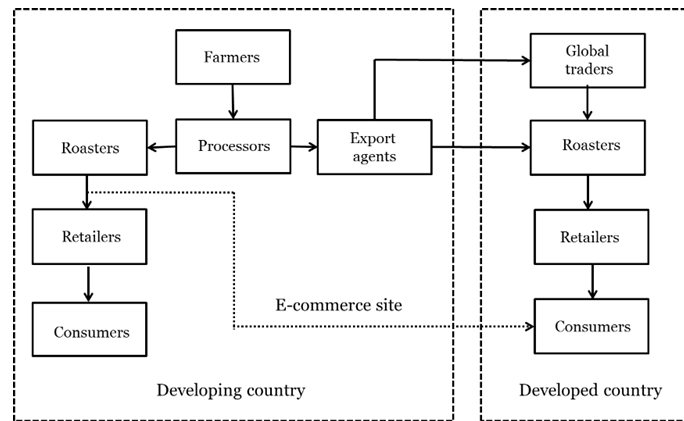 Farmers
Global
traders
Roasters
Processors
Export
agents
Roasters
Retailers
Retailers
E-commerce site
Consumers
Consumers
Developing country
Developed country